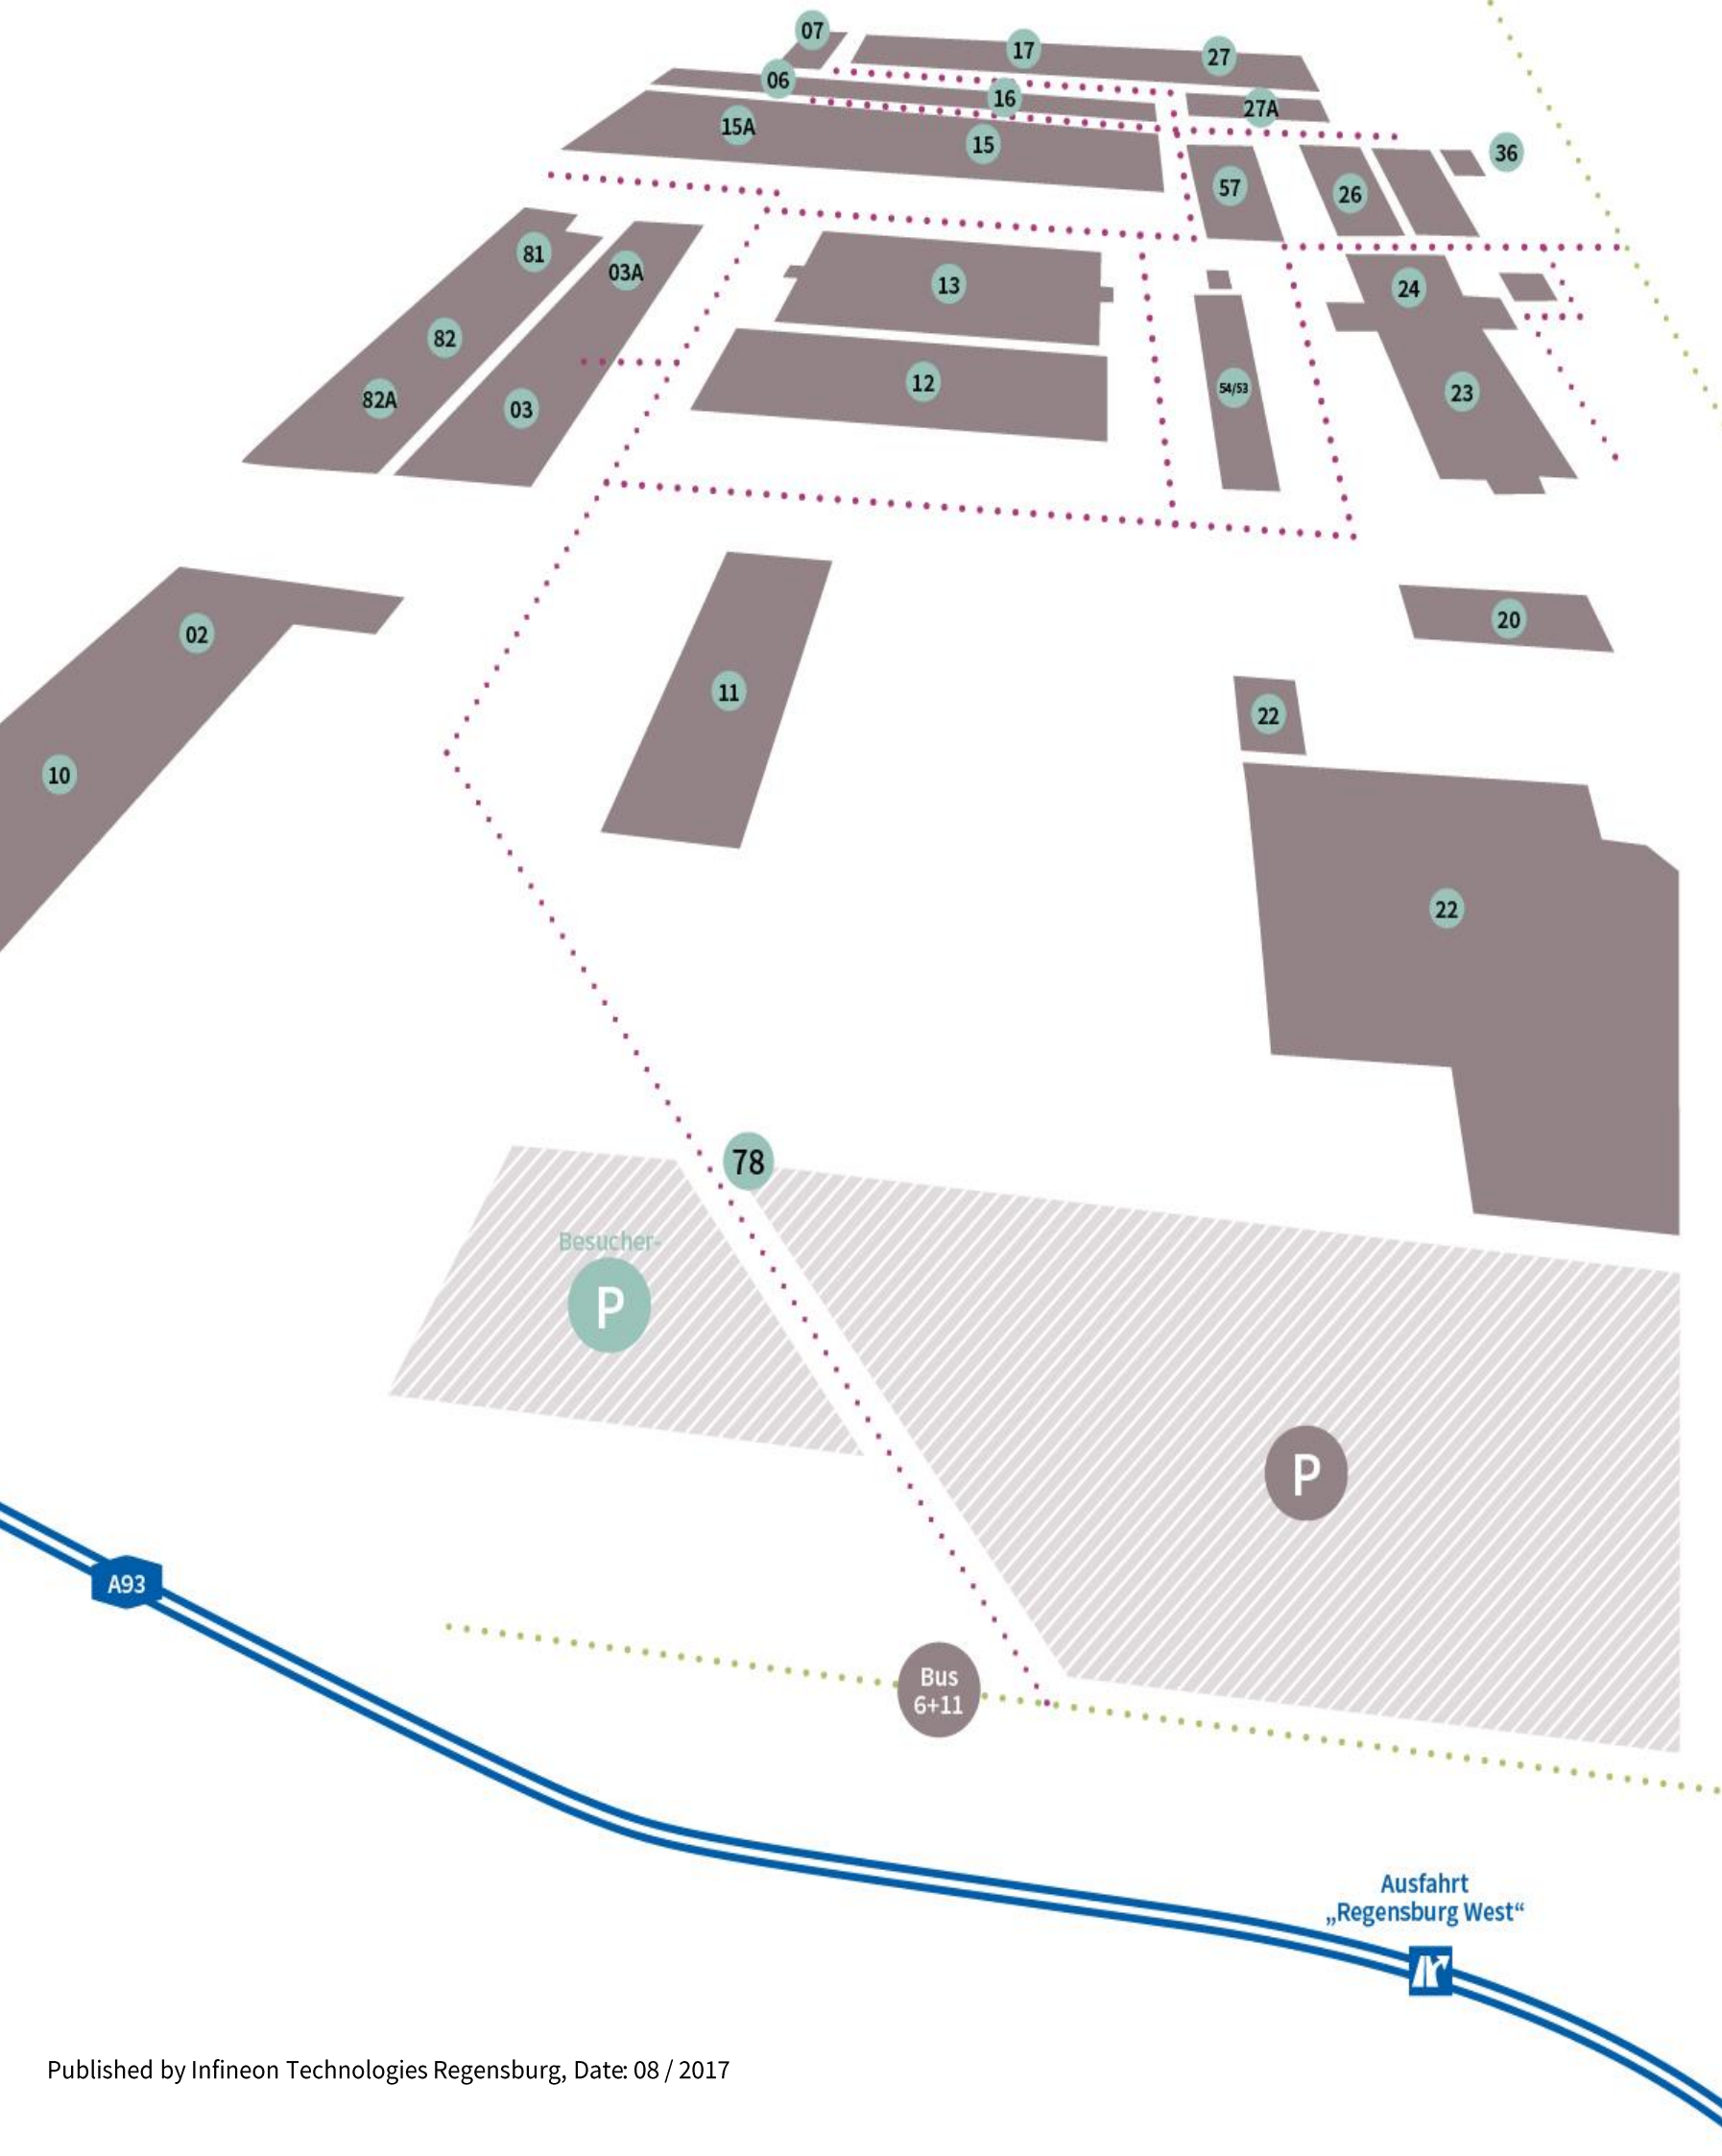 07
17
27
06
16
27A
15A
15
36
57
26
81
03A
13
24
82
12
54/53
23
82A
03
02
20
11
22
10
22
78
Besucher-
P
P
A93
Bus
6+11
Ausfahrt
„Regensburg West“
Published by Infineon Technologies Regensburg, Date: 08 / 2017